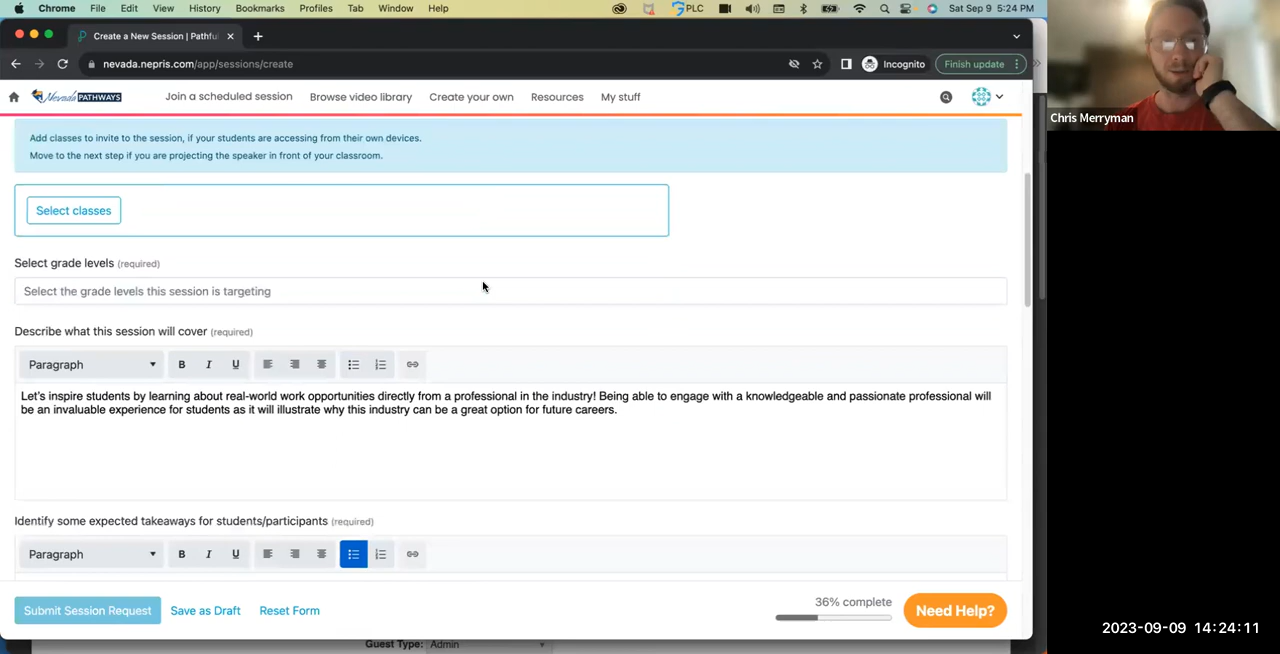 Chrome File Edit View History Bookmarks Profiles Tab Window Help PLC Sat Sep 9 5:24 PM
Create a New Session | Pathfu
nevada.nepris.com/app/sessions/create Incognito Finish update
Nevada PATHWAYS Join a scheduled session Browse video library Create your own Resources My stuff
Chris Merryman
Add classes to invite to the session, if your students are accessing from their own devices.
Move to the next step if you are projecting the speaker in front of your classroom.
Select classes
Select grade levels (required)
Select the grade levels this session is targeting
Describe what this session will cover (required)
Paragraph B I U
Let's inspire students by learning about real-world work opportunities directly from a professional in the industry! Being able to engage with a knowledgeable and passionate professional will
be an invaluable experience for students as it will illustrate why this industry can be a great option for future careers.
Identify some expected takeaways for students/participants (required)
Paragraph B I U
Submit Session Request Save as Draft Reset Form 36% complete Need Help?
Guest Type: Admin
2023-09-09 14:24:11